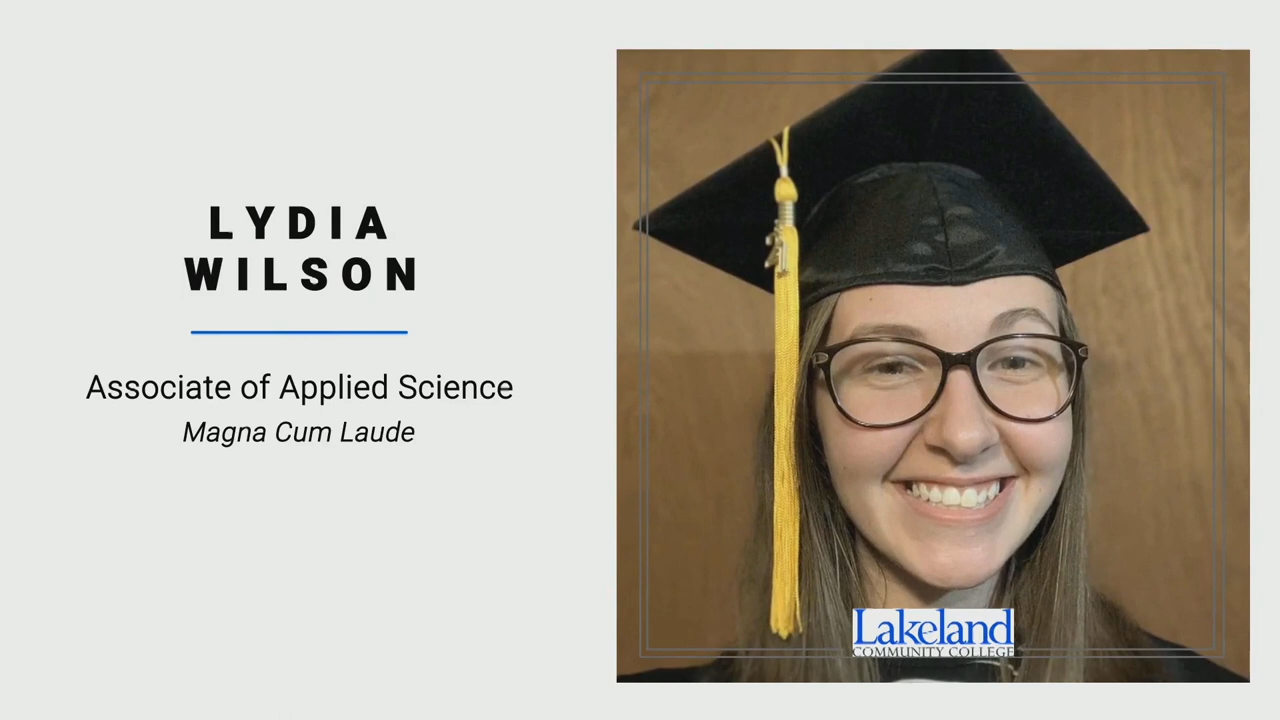 LYDIA
WILSON
Associate of Applied Science
Magna Cum Laude
Lakeland
COMMUNITY COLLEGE